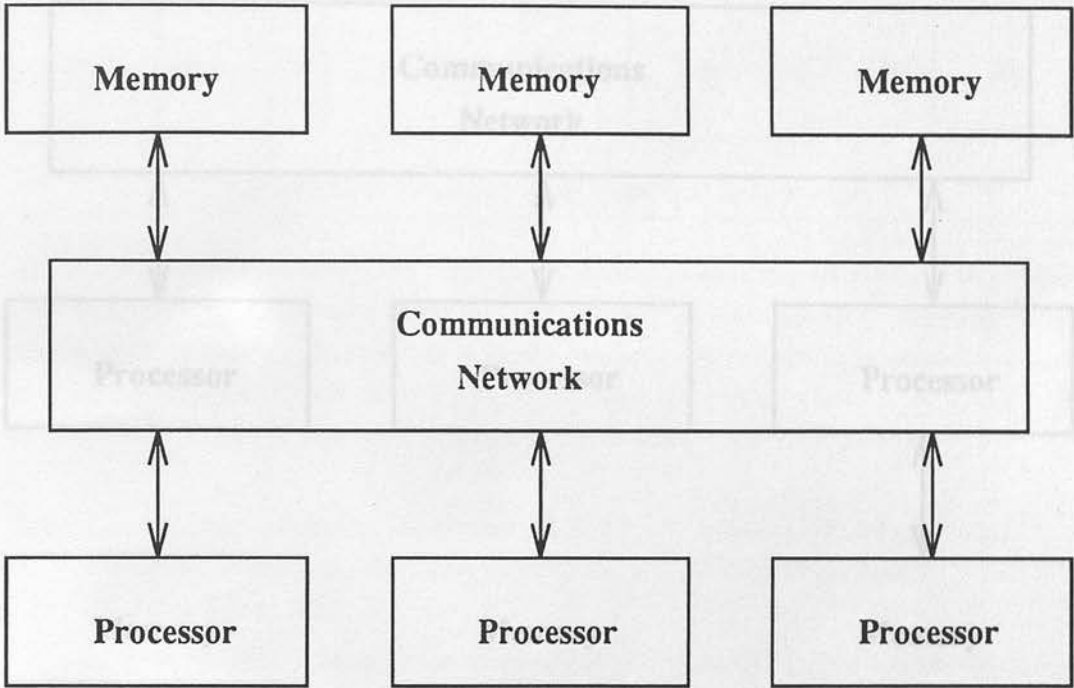 Memory
Memory
Memory
Communications
Network
Processor
Processor
Processor